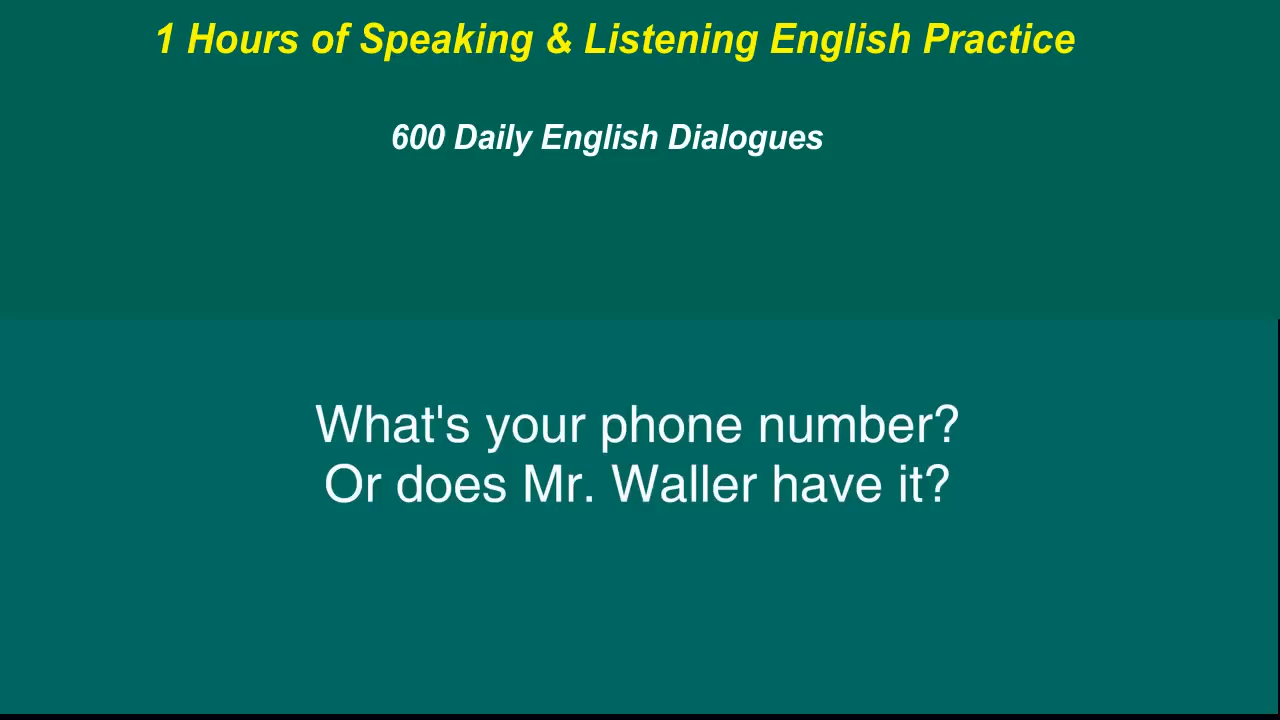 1 Hours of Speaking & Listening English Practice
600 Daily English Dialogues
What's your phone number?
Or does Mr. Waller have it?